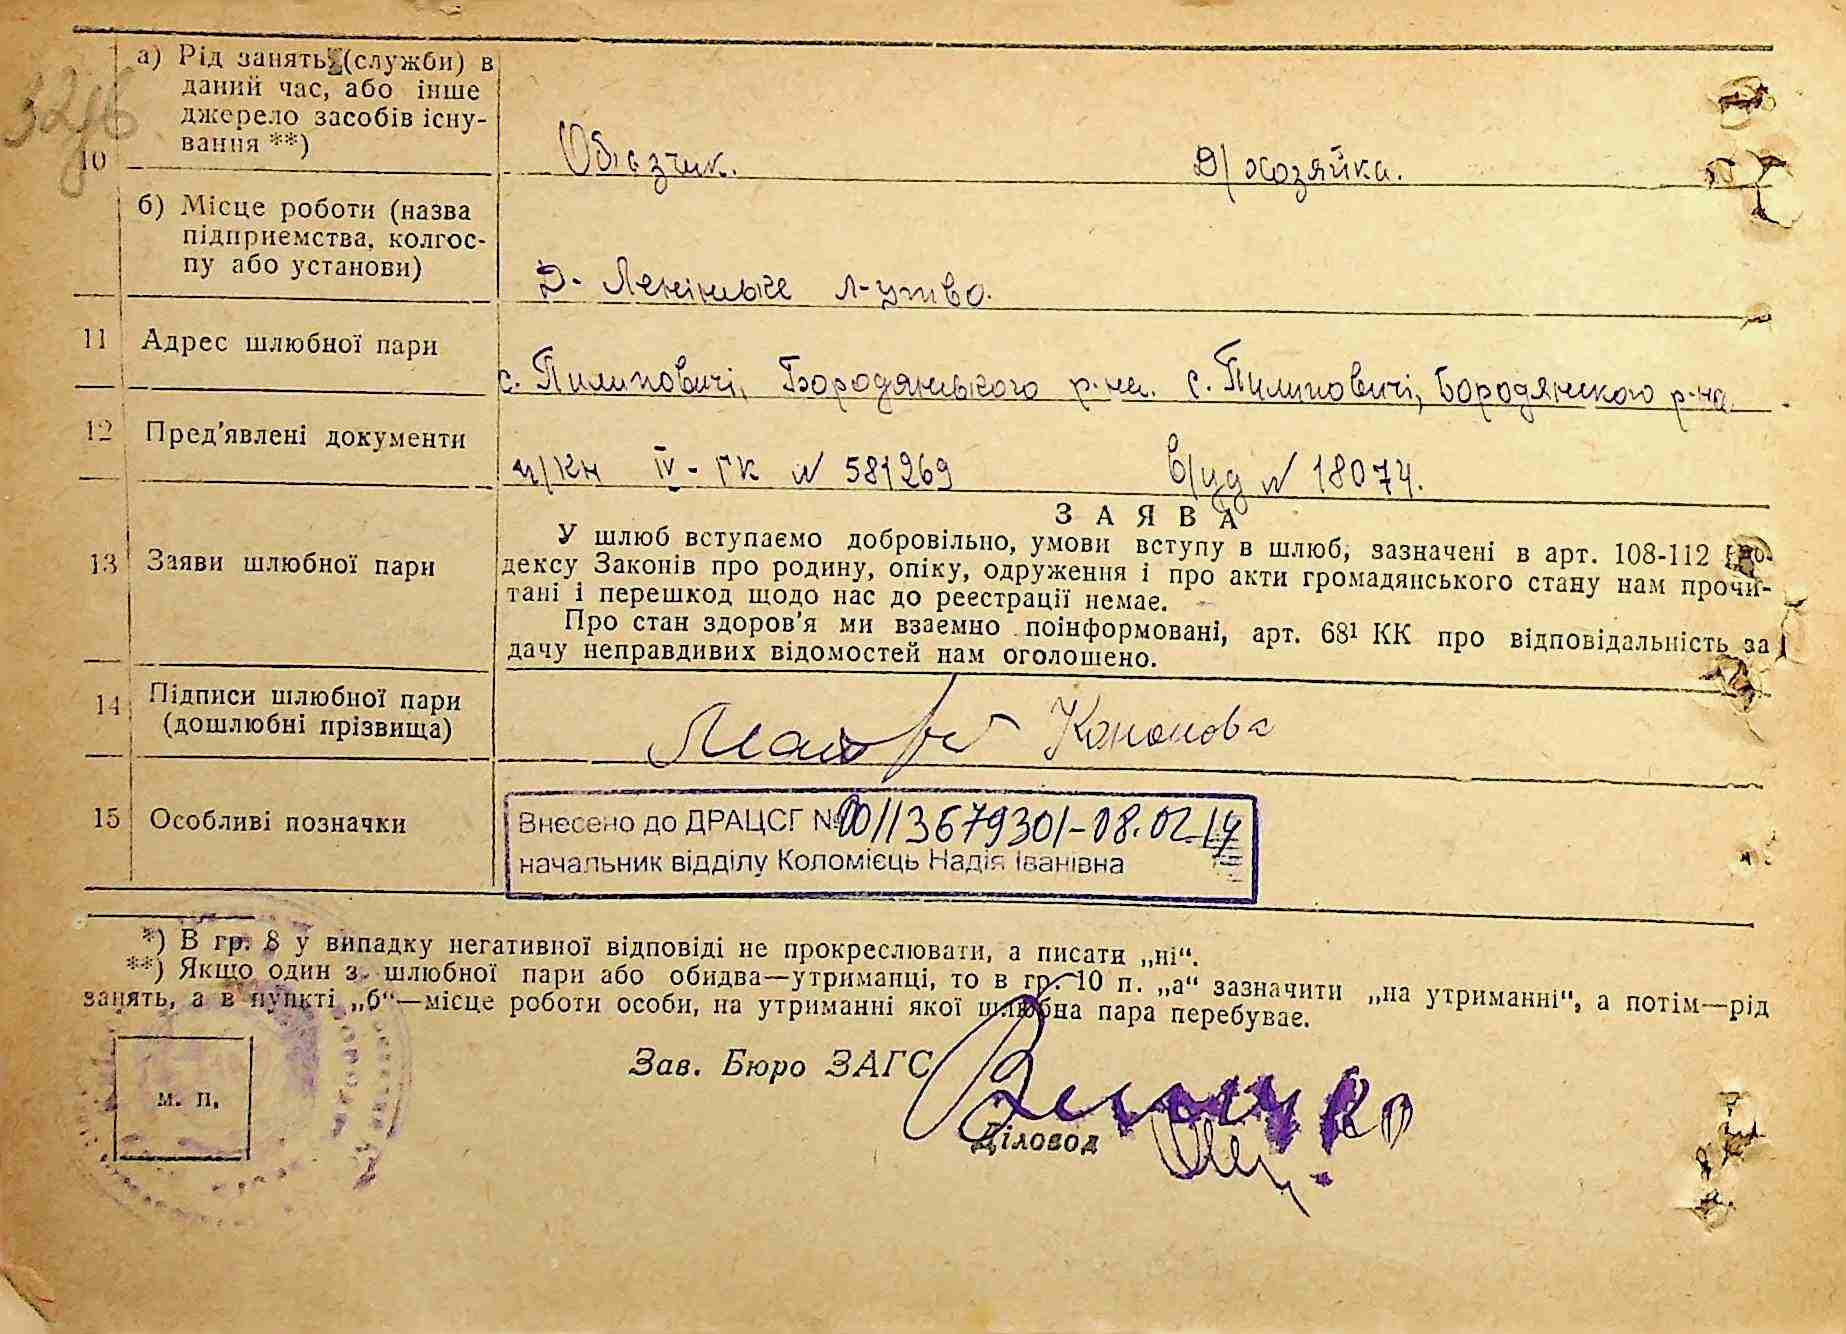 32 зв
а) Рід занять (служби) в
даний час, або інше
джерело засобів існу-
вання **)
10
Обїзчик. Д/хозяйка.
б) Місце роботи (назва
підприємства, колгос-
пу або установи)
Д- Ленінське л-цтво.
11 Адрес шлюбної пари
с. Пилиповичі, Бородянського р-на. с. Пилиповичі, Бородянского р-на.
12 Пред'явлені документи
ч/кн IV - ГК N 581269 в/уд N 18074.
ЗАЯВА
13 Заяви шлюбної пари
У шлюб вступаємо добровільно, умови вступу в шлюб, зазначені в арт. 108-112 Ко-
дексу Законів про родину, опіку, одруження і про акти громадянського стану нам прочи-
тані і перешкод щодо нас до реєстрації немає.
Про стан здоров'я ми взаємно поінформовані, арт. 68¹ КК про відповідальність за
дачу неправдивих відомостей нам оголошено.
14 Підписи шлюбної пари
(дошлюбні прізвища)
Кононова
15 Особливі позначки
Внесено до ДРАЦСГ № 00113679301-08.02.14
начальник відділу Коломієць Надія Іванівна
*) В гр. 8 у випадку негативної відповіді не прокреслювати, а писати „ні“.
**) Якщо один з шлюбної пари або обидва—утриманці, то в гр. 10 п. „а“ зазначити „на утриманні“, а потім—рід
занять, а в пункті „б“—місце роботи особи, на утриманні якої шлюбна пара перебуває.
Зав. Бюро ЗАГС
м. п.
Діловод